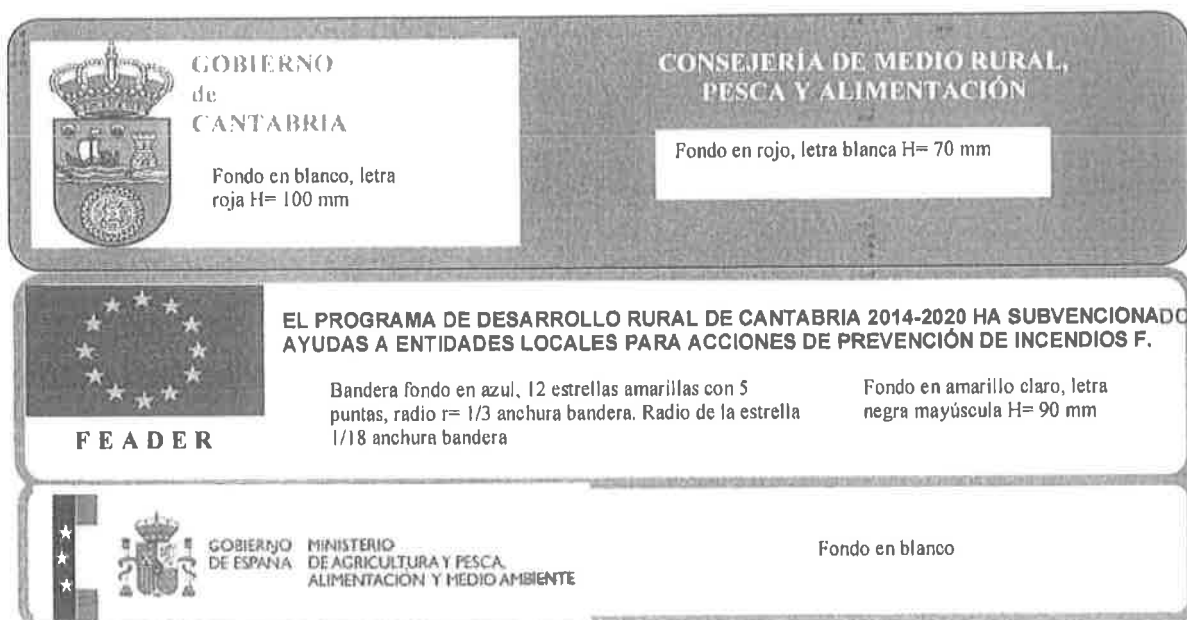 GOBIERNO
de
CANTABRIA
Fondo en blanco, letra
roja H= 100 mm
CONSEJERÍA DE MEDIO RURAL,
PESCA Y ALIMENTACIÓN
Fondo en rojo, letra blanca H= 70 mm
EL PROGRAMA DE DESARROLLO RURAL DE CANTABRIA 2014-2020 HA SUBVENCIONADO
AYUDAS A ENTIDADES LOCALES PARA ACCIONES DE PREVENCIÓN DE INCENDIOS F.
Bandera fondo en azul, 12 estrellas amarillas con 5
puntas, radio r= 1/3 anchura bandera. Radio de la estrella
1/18 anchura bandera
Fondo en amarillo claro, letra
negra mayúscula H= 90 mm
FEADER
GOBIERNO
DE ESPAÑA
MINISTERIO
DE AGRICULTURA Y PESCA,
ALIMENTACIÓN Y MEDIO AMBIENTE
Fondo en blanco